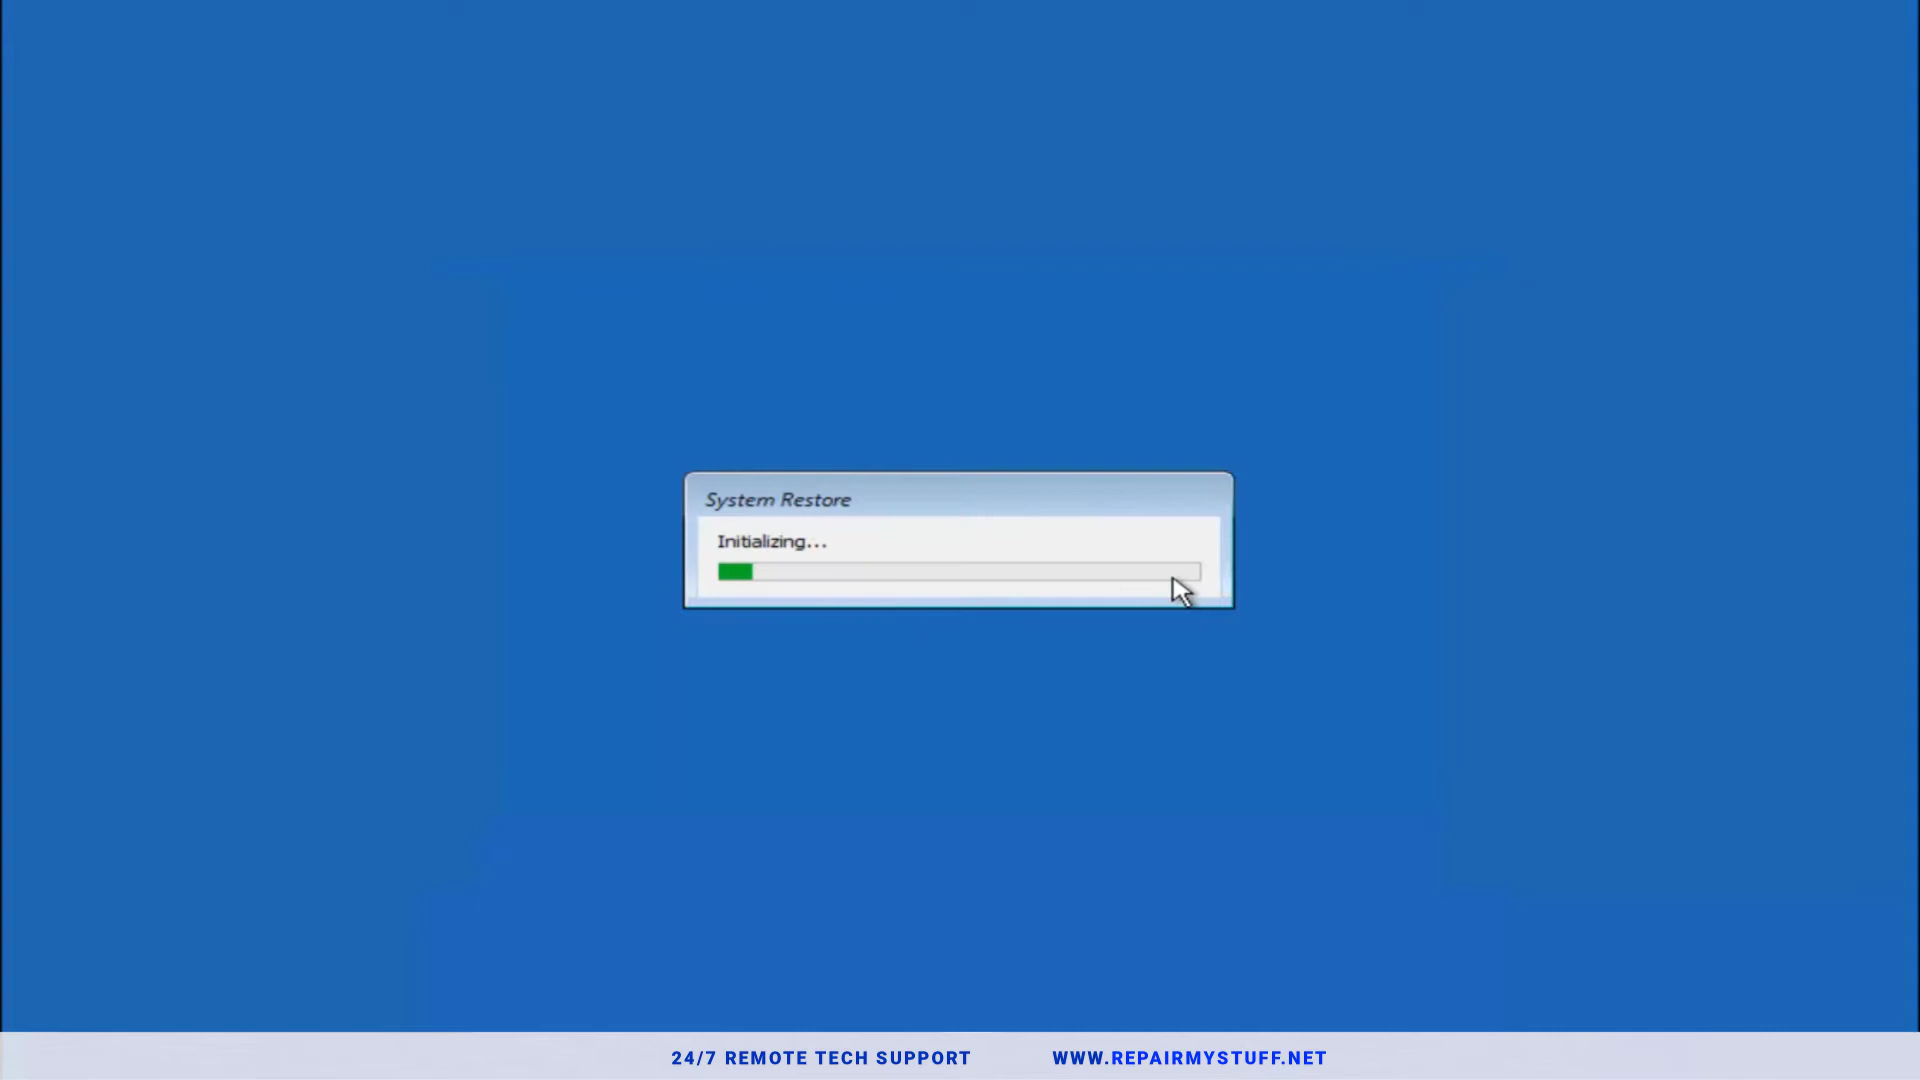 System Restore
Initializing...
24/7 REMOTE TECH SUPPORT
WWW.REPAIRMYSTUFF.NET